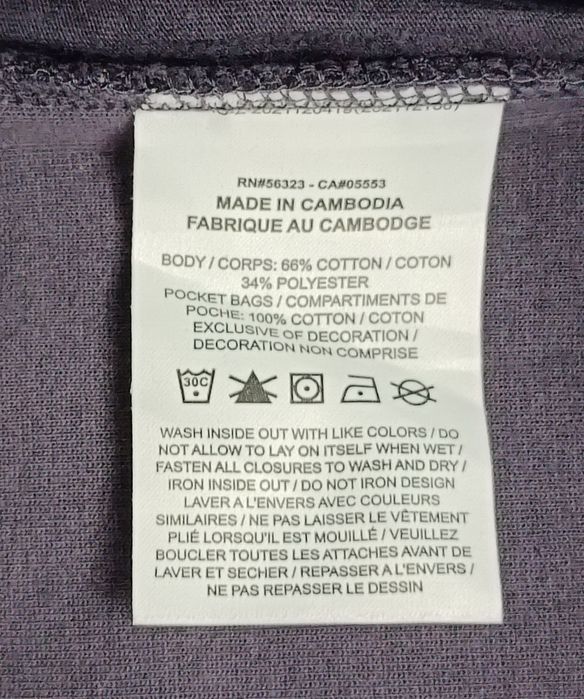 RN#56323 - CA#05553
MADE IN CAMBODIA
FABRIQUE AU CAMBODGE
BODY / CORPS: 66% COTTON / COTON
34% POLYESTER
POCKET BAGS / COMPARTIMENTS DE
POCHE: 100% COTTON / COTON
EXCLUSIVE OF DECORATION /
DECORATION NON COMPRISE
30C
WASH INSIDE OUT WITH LIKE COLORS / DO
NOT ALLOW TO LAY ON ITSELF WHEN WET /
FASTEN ALL CLOSURES TO WASH AND DRY /
IRON INSIDE OUT / DO NOT IRON DESIGN
LAVER A L'ENVERS AVEC COULEURS
SIMILAIRES / NE PAS LAISSER LE VÊTEMENT
PLIÉ LORSQU'IL EST MOUILLÉ / VEUILLEZ
BOUCLER TOUTES LES ATTACHES AVANT DE
LAVER ET SECHER / REPASSER A L'ENVERS /
NE PAS REPASSER LE DESSIN